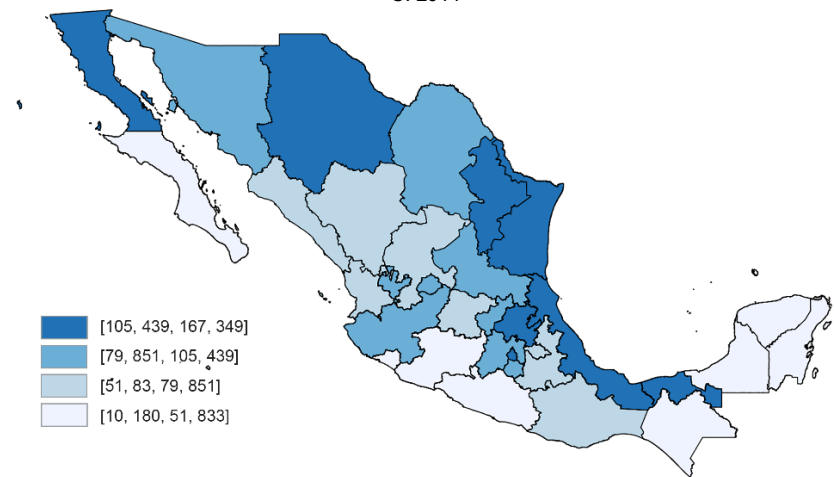 [105, 439, 167, 349]
[79, 851, 105, 439]
[51, 83, 79, 851]
[10, 180, 51, 833]